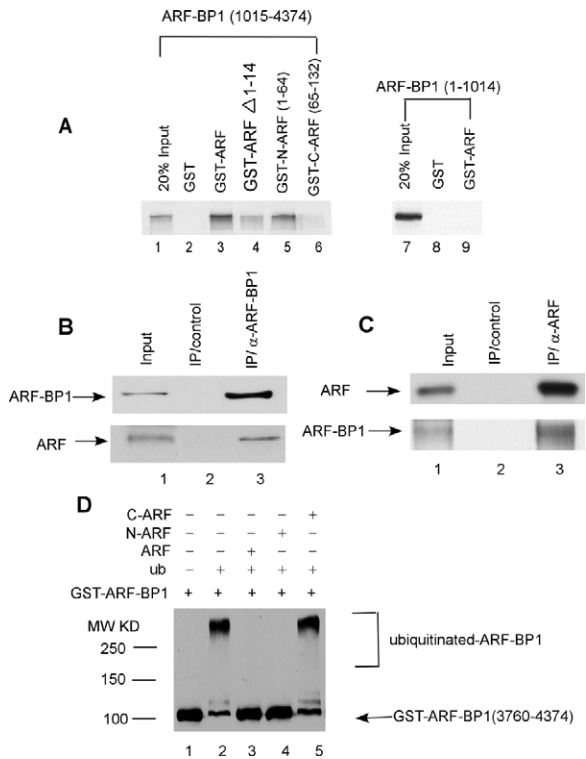 ARF-BP1 (1015-4374)
ARF-BP1 (1-1014)
A
20% Input
GST
GST-ARF
GST-ARF △1-14
GST-N-ARF (1-64)
GST-C-ARF (65-132)
20% Input
GST
GST-ARF
1 2 3 4 5 6 7 8 9
B
Input
IP/control
IP/ α-ARF-BP1
ARF-BP1
ARF
1 2 3
C
Input
IP/control
IP/ α-ARF
ARF
ARF-BP1
1 2 3
D
C-ARF − − − − +
N-ARF − − − + −
ARF − − + − −
ub − + + + +
GST-ARF-BP1 + + + + +
MW KD
250
150
100
ubiquitinated-ARF-BP1
GST-ARF-BP1(3760-4374)
1 2 3 4 5